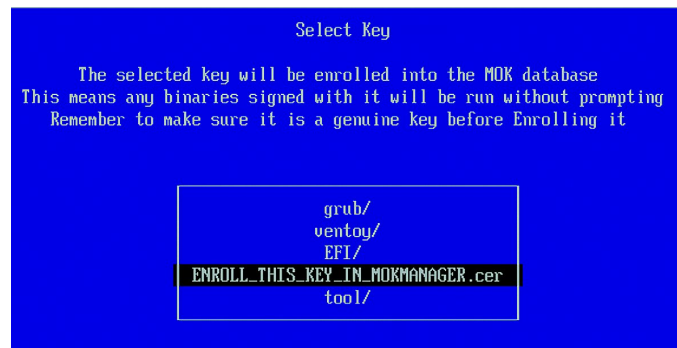 Select Key
The selected key will be enrolled into the MOK database
This means any binaries signed with it will be run without prompting
Remember to make sure it is a genuine key before Enrolling it
grub/
ventoy/
EFI/
ENROLL_THIS_KEY_IN_MOKMANAGER.cer
tool/